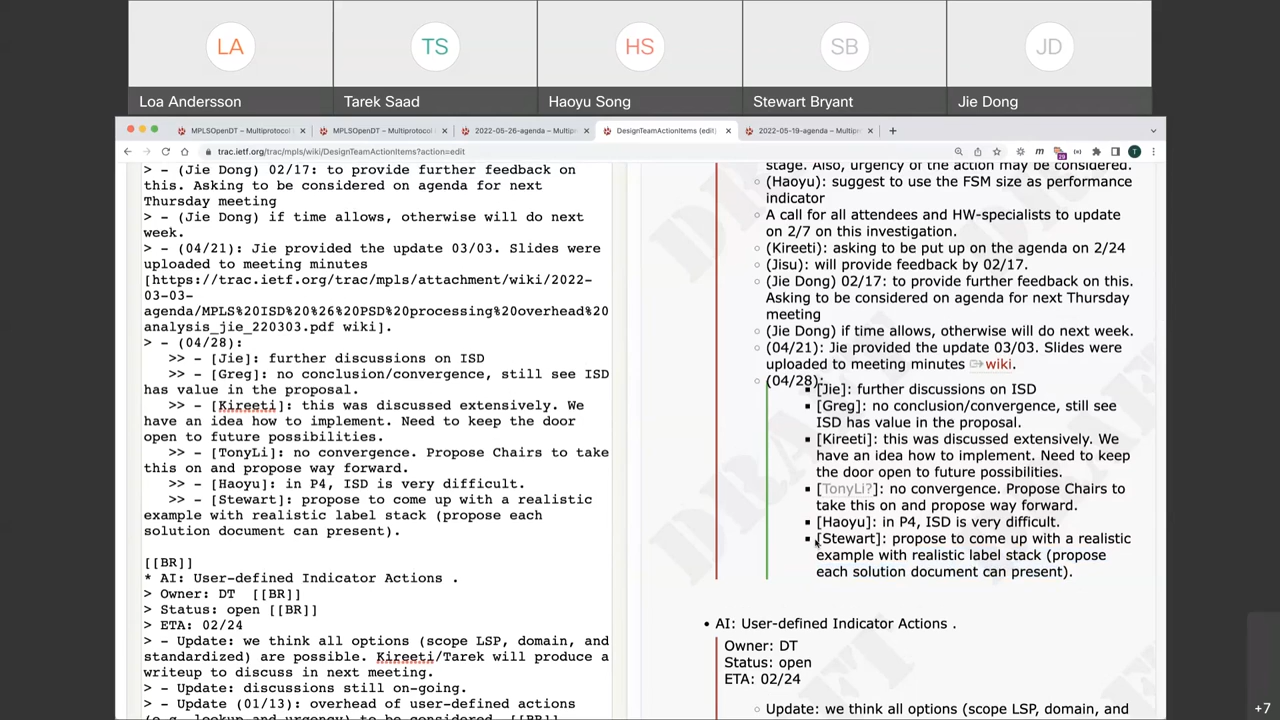 LA
TS
HS
SB
JD
Loa Andersson
Tarek Saad
Haoyu Song
Stewart Bryant
Jie Dong
MPLSOpenDT – Multiprotocol
MPLSOpenDT – Multiprotocol
2022-05-26-agenda – Multipro
DesignTeamActionItems (edit)
2022-05-19-agenda – Multipro
trac.ietf.org/trac/mpls/wiki/DesignTeamActionItems?action=edit
> - (Jie Dong) 02/17: to provide further feedback on
this. Asking to be considered on agenda for next
Thursday meeting
> - (Jie Dong) if time allows, otherwise will do next
week.
> - (04/21): Jie provided the update 03/03. Slides were
uploaded to meeting minutes
[https://trac.ietf.org/trac/mpls/attachment/wiki/2022-
03-03-
agenda/MPLS%20ISD%20%26%20PSD%20processing%20overhead%20
analysis_jie_220303.pdf wiki].
> - (04/28):
>> - [Jie]: further discussions on ISD
>> - [Greg]: no conclusion/convergence, still see ISD
has value in the proposal.
>> - [Kireeti]: this was discussed extensively. We
have an idea how to implement. Need to keep the door
open to future possibilities.
>> - [TonyLi]: no convergence. Propose Chairs to take
this on and propose way forward.
>> - [Haoyu]: in P4, ISD is very difficult.
>> - [Stewart]: propose to come up with a realistic
example with realistic label stack (propose each
solution document can present).
[[BR]]
* AI: User-defined Indicator Actions .
> Owner: DT [[BR]]
> Status: open [[BR]]
> ETA: 02/24
> - Update: we think all options (scope LSP, domain, and
standardized) are possible. Kireeti/Tarek will produce a
writeup to discuss in next meeting.
> - Update: discussions still on-going.
> - Update (01/13): overhead of user-defined actions
(e.g. lookup and urgency) to be considered. [[BR]]
stage. Also, urgency of the action may be considered.
(Haoyu): suggest to use the FSM size as performance
indicator
A call for all attendees and HW-specialists to update
on 2/7 on this investigation.
(Kireeti): asking to be put up on the agenda on 2/24
(Jisu): will provide feedback by 02/17.
(Jie Dong) 02/17: to provide further feedback on this.
Asking to be considered on agenda for next Thursday
meeting
(Jie Dong) if time allows, otherwise will do next week.
(04/21): Jie provided the update 03/03. Slides were
uploaded to meeting minutes wiki.
(04/28):
[Jie]: further discussions on ISD
[Greg]: no conclusion/convergence, still see
ISD has value in the proposal.
[Kireeti]: this was discussed extensively. We
have an idea how to implement. Need to keep
the door open to future possibilities.
[TonyLi?]: no convergence. Propose Chairs to
take this on and propose way forward.
[Haoyu]: in P4, ISD is very difficult.
[Stewart]: propose to come up with a realistic
example with realistic label stack (propose
each solution document can present).
AI: User-defined Indicator Actions .
Owner: DT
Status: open
ETA: 02/24
Update: we think all options (scope LSP, domain, and
DRAFT
+7